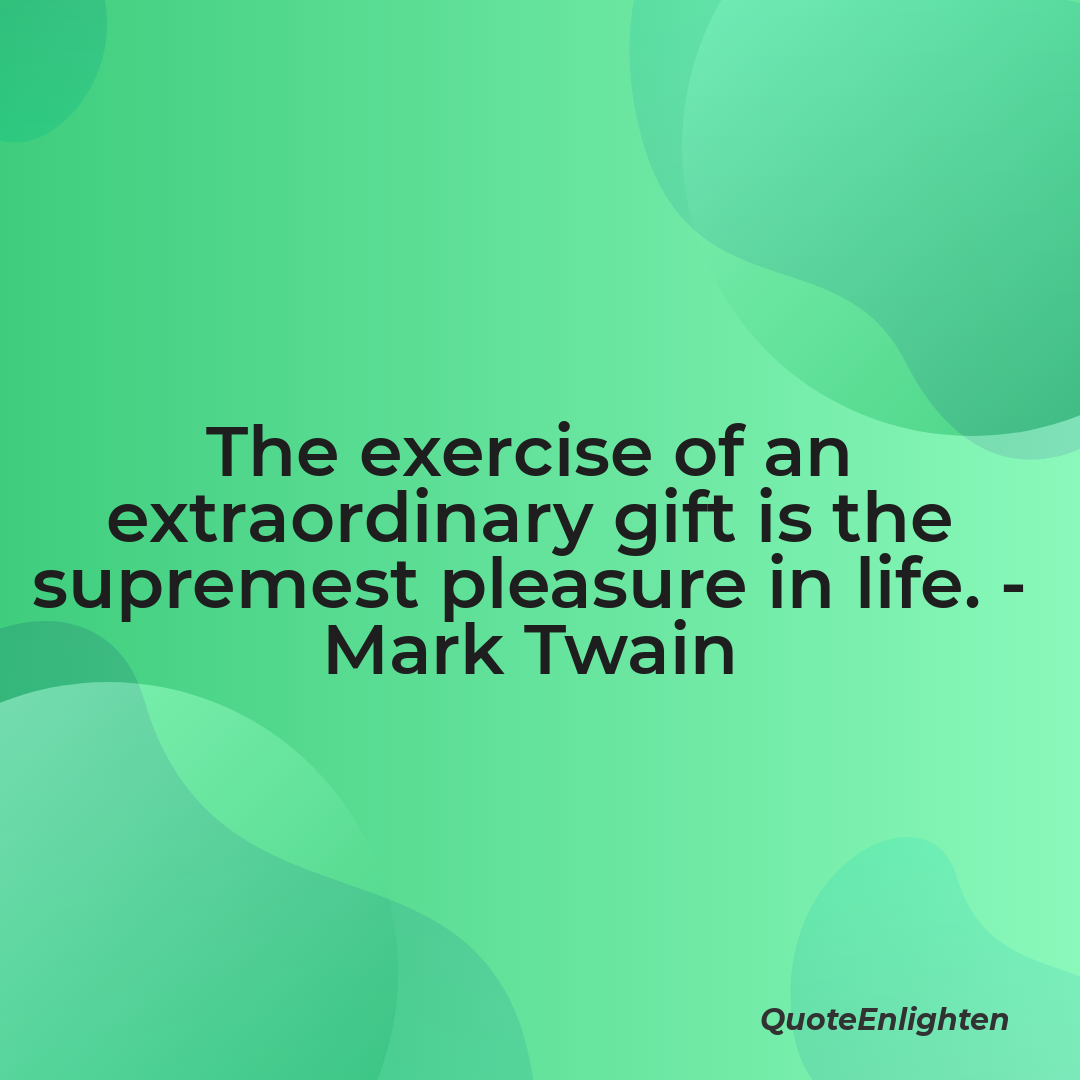 The exercise of an
extraordinary gift is the
supremest pleasure in life. -
Mark Twain
QuoteEnlighten